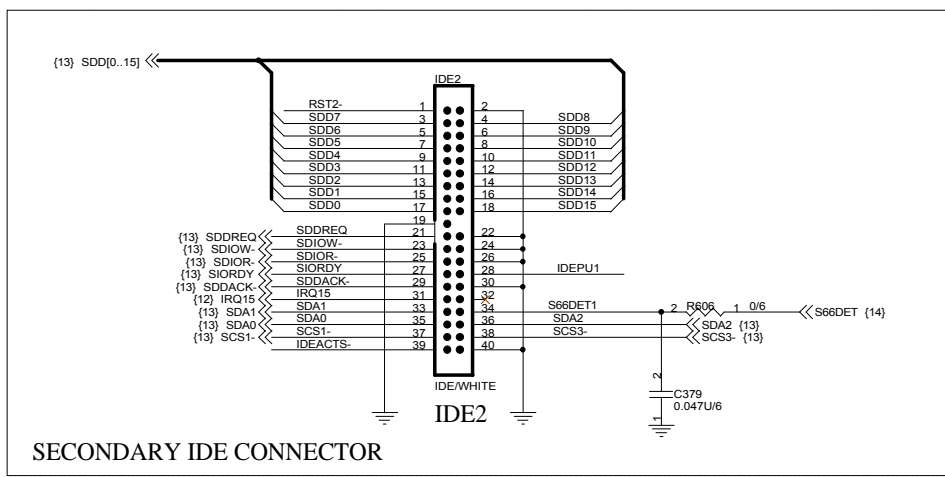 {13} SDD[0..15]
IDE2
RST2- 1 2
SDD7 3 4 SDD8
SDD6 5 6 SDD9
SDD5 7 8 SDD10
SDD4 9 10 SDD11
SDD3 11 12 SDD12
SDD2 13 14 SDD13
SDD1 15 16 SDD14
SDD0 17 18 SDD15
19
{13} SDDREQ SDDREQ 21 22
{13} SDIOW- SDIOW- 23 24
{13} SDIOR- SDIOR- 25 26
{13} SIORDY SIORDY 27 28 IDEPU1
{13} SDDACK- SDDACK- 29 30
{12} IRQ15 IRQ15 31 32
{13} SDA1 SDA1 33 34 S66DET1 2 R606 1 0/6 S66DET {14}
{13} SDA0 SDA0 35 36 SDA2 SDA2 {13}
{13} SCS1- SCS1- 37 38 SCS3- SCS3- {13}
IDEACTS- 39 40
2
IDE/WHITE
C379
IDE2
0.047U/6
1
SECONDARY IDE CONNECTOR